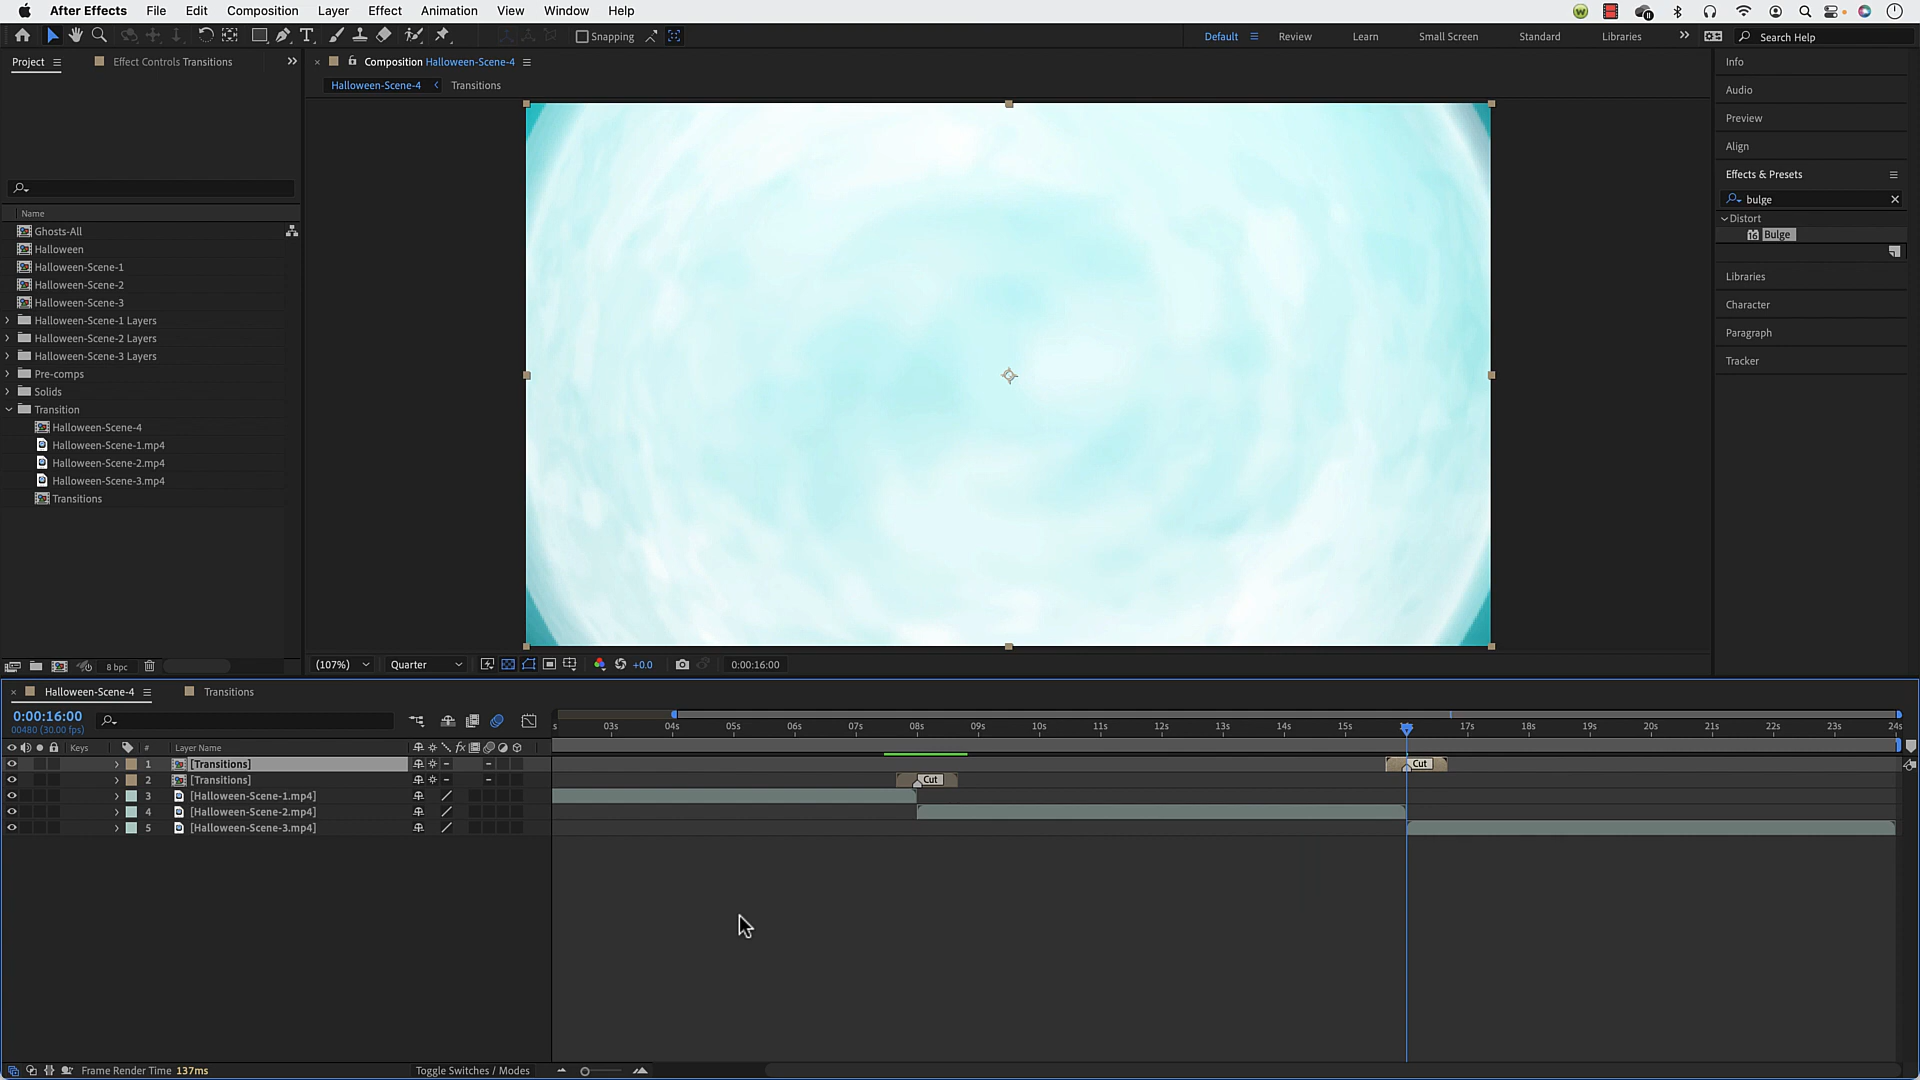 After Effects File Edit Composition Layer Effect Animation View Window Help
Snapping Default Review Learn Small Screen Standard Libraries Search Help
Project Effect Controls Transitions
Composition Halloween-Scene-4
Halloween-Scene-4 Transitions
Name
Ghosts-All
Halloween
Halloween-Scene-1
Halloween-Scene-2
Halloween-Scene-3
Halloween-Scene-1 Layers
Halloween-Scene-2 Layers
Halloween-Scene-3 Layers
Pre-comps
Solids
Transition
Halloween-Scene-4
Halloween-Scene-1.mp4
Halloween-Scene-2.mp4
Halloween-Scene-3.mp4
Transitions
8 bpc
(107%) Quarter +0.0 0:00:16:00
Info
Audio
Preview
Align
Effects & Presets
bulge
Distort
16 Bulge
Libraries
Character
Paragraph
Tracker
Halloween-Scene-4 Transitions
0:00:16:00
00480 (30.00 fps)
s 03s 04s 05s 06s 07s 08s 09s 10s 11s 12s 13s 14s 15s 17s 18s 19s 20s 21s 22s 23s 24s
Keys # Layer Name fx
1 [Transitions] Cut
2 [Transitions] Cut
3 [Halloween-Scene-1.mp4]
4 [Halloween-Scene-2.mp4]
5 [Halloween-Scene-3.mp4]
Frame Render Time 137ms Toggle Switches / Modes